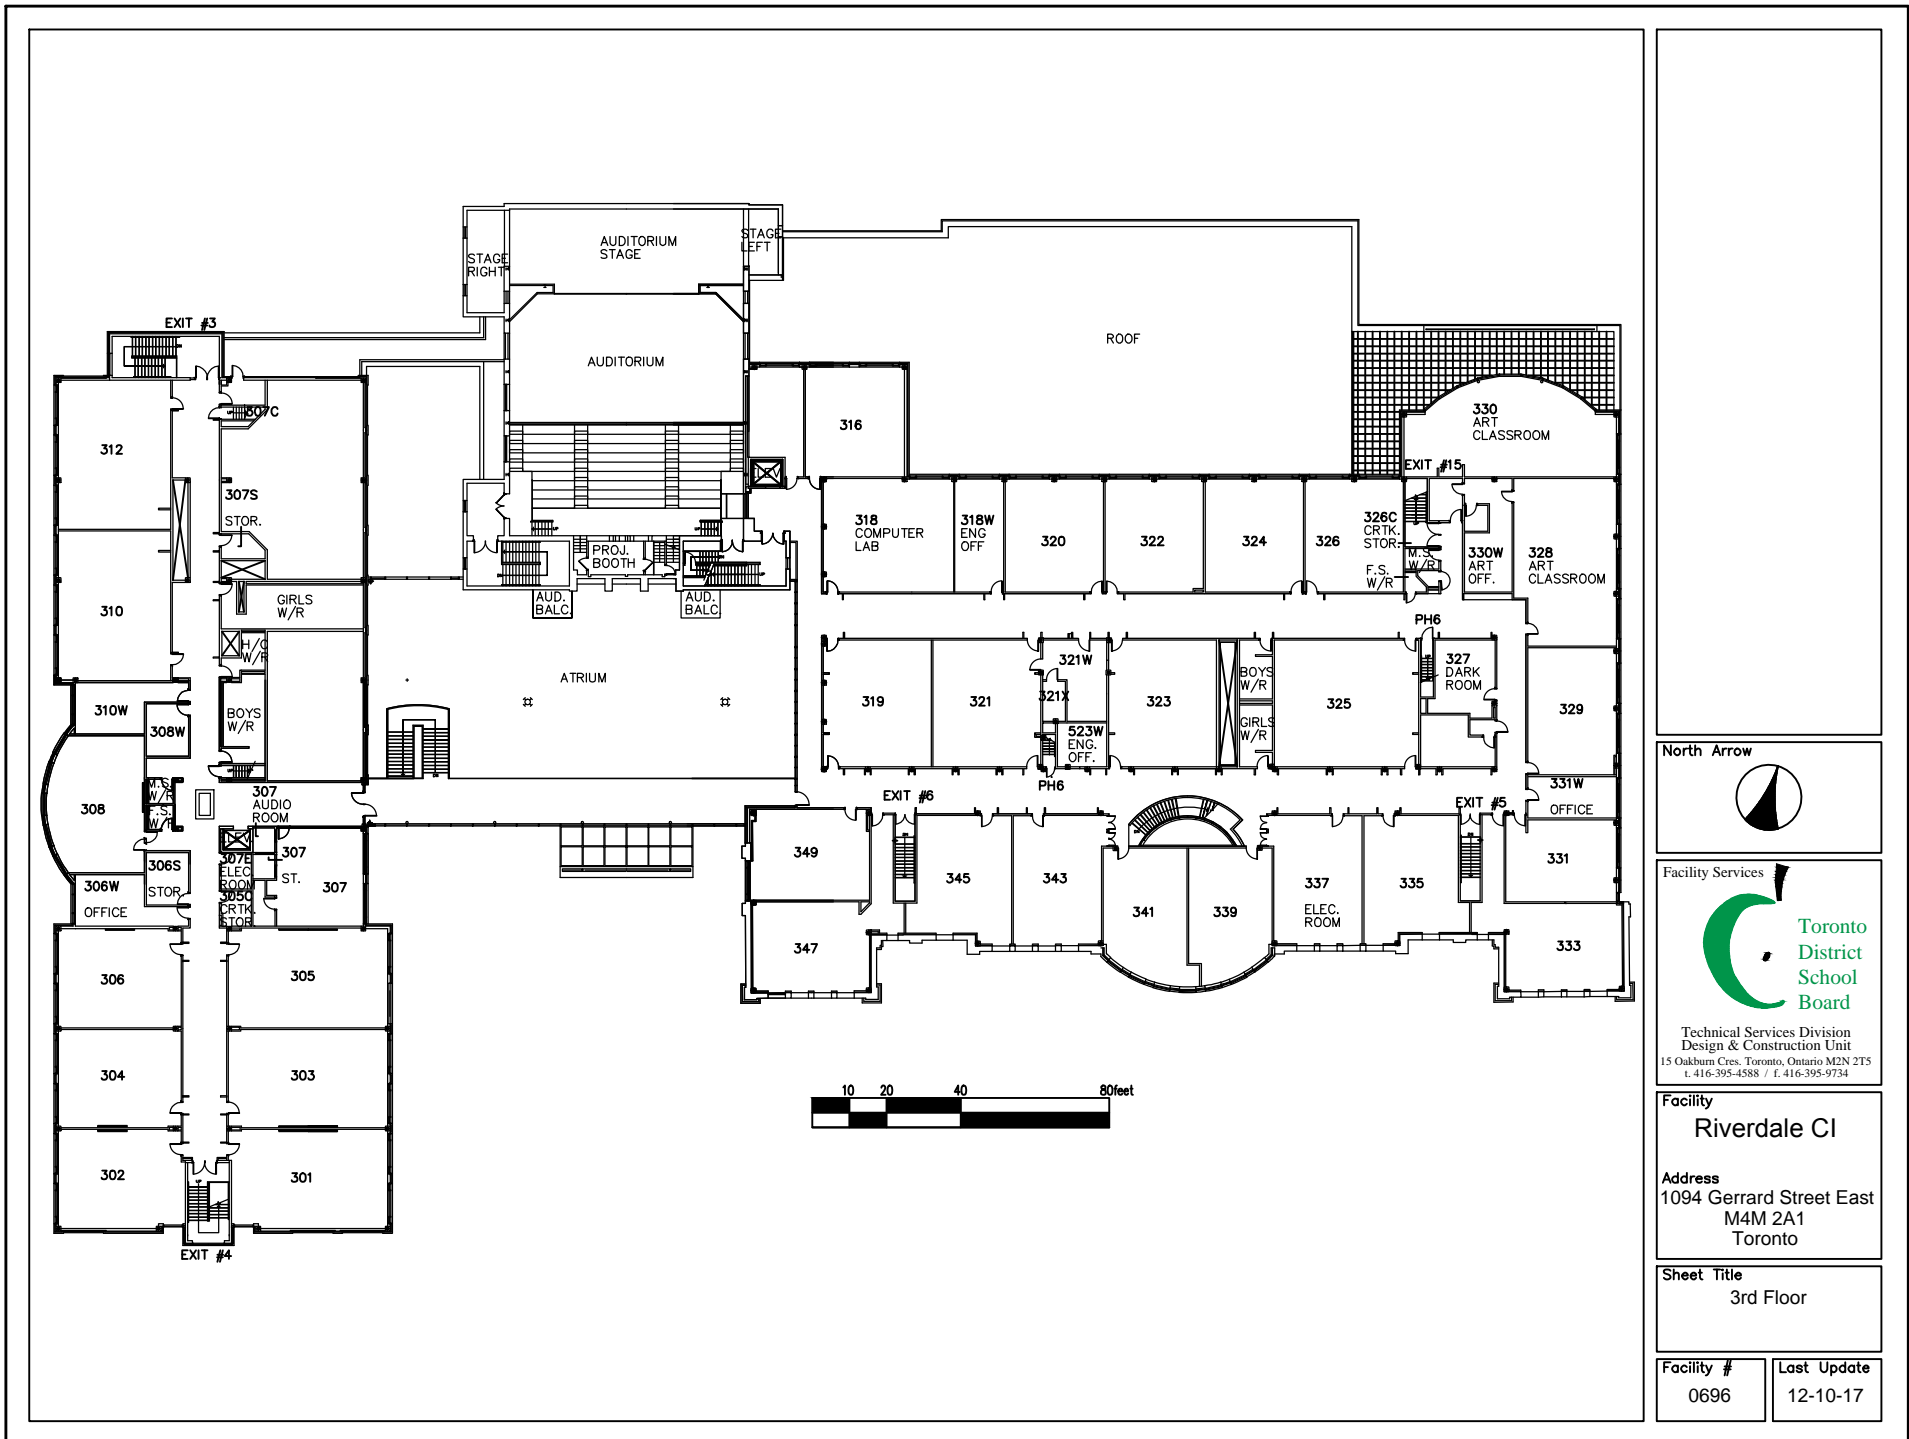 AUDITORIUM
STAGE
STAGE
LEFT
STAGE
RIGHT
EXIT #3
ROOF
AUDITORIUM
307C
312
316
330
ART
CLASSROOM
EXIT #15
ELEV
307S
STOR.
318
COMPUTER
LAB
318W
ENG
OFF
320
322
324
326
326C
CRTK.
STOR.
M.S.
W/R
F.S.
W/R
330W
ART
OFF.
328
ART
CLASSROOM
PROJ.
BOOTH
AUD.
BALC.
AUD.
BALC.
310
GIRLS
W/R
H/C
W/R
PH6
ATRIUM
319
321
321W
321X
323
BOYS
W/R
GIRLS
W/R
325
327
DARK
ROOM
329
310W
308W
BOYS
W/R
523W
ENG.
OFF.
PH6
308
M.S.
W/R
F.S.
W/R
307
AUDIO
ROOM
EXIT #6
EXIT #5
331W
OFFICE
ELEV
307
ST.
307
307E
ELEC
ROOM
305C
CRTK.
STOR.
306S
STOR.
306W
OFFICE
349
345
343
341
339
337
ELEC.
ROOM
335
331
347
333
306
305
304
303
302
301
EXIT #4
10 20 40 80feet
North Arrow
Facility Services
Toronto
District
School
Board
Technical Services Division
Design & Construction Unit
15 Oakburn Cres. Toronto, Ontario M2N 2T5
t. 416-395-4588 / f. 416-395-9734
Facility
Riverdale CI
Address
1094 Gerrard Street East
M4M 2A1
Toronto
Sheet Title
3rd Floor
Facility #
0696
Last Update
12-10-17